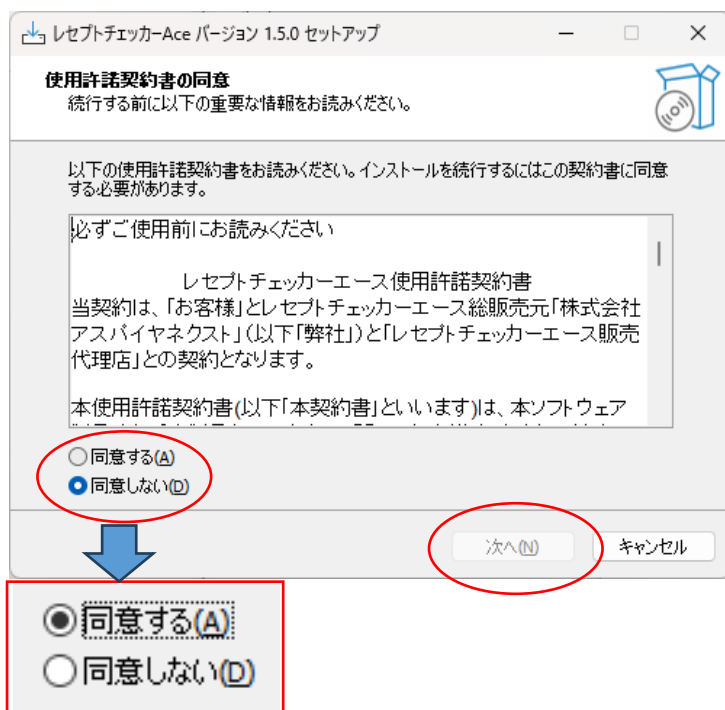 レセプトチェッカーAce バージョン 1.5.0 セットアップ
使用許諾契約書の同意
続行する前に以下の重要な情報をお読みください。
以下の使用許諾契約書をお読みください。インストールを続行するにはこの契約書に同意
する必要があります。
必ずご使用前にお読みください
レセプトチェッカーエース使用許諾契約書
当契約は、「お客様」とレセプトチェッカーエース総販売元「株式会社
アスパイヤネクスト」（以下「弊社」）と「レセプトチェッカーエース販売
代理店」との契約となります。
本使用許諾契約書(以下「本契約書」といいます)は、本ソフトウェア
同意する(A)
同意しない(D)
次へ(N)
キャンセル
同意する(A)
同意しない(D)